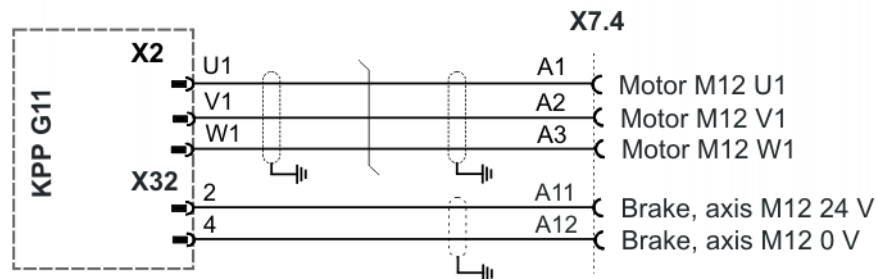 X7.4
X2
U1 A1 Motor M12 U1
V1 A2 Motor M12 V1
W1 A3 Motor M12 W1
KPP G11
X32
2 A11 Brake, axis M12 24 V
4 A12 Brake, axis M12 0 V